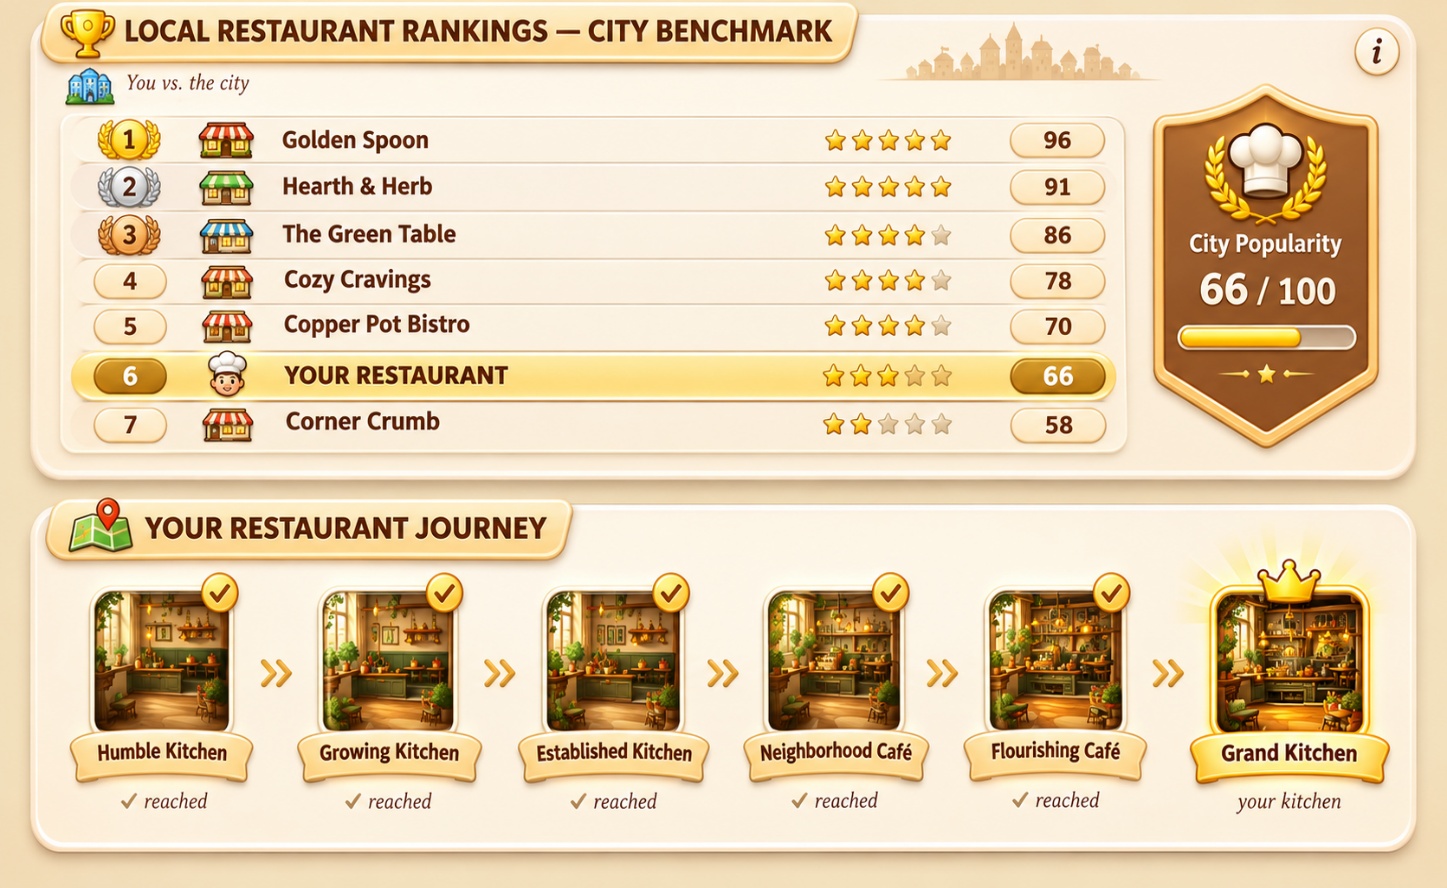 LOCAL RESTAURANT RANKINGS — CITY BENCHMARK
i
You vs. the city
1 Golden Spoon 96
2 Hearth & Herb 91
3 The Green Table 86
4 Cozy Cravings 78
5 Copper Pot Bistro 70
6 YOUR RESTAURANT 66
7 Corner Crumb 58
City Popularity
66 / 100
YOUR RESTAURANT JOURNEY
Humble Kitchen
✓ reached
Growing Kitchen
✓ reached
Established Kitchen
✓ reached
Neighborhood Café
✓ reached
Flourishing Café
✓ reached
Grand Kitchen
your kitchen